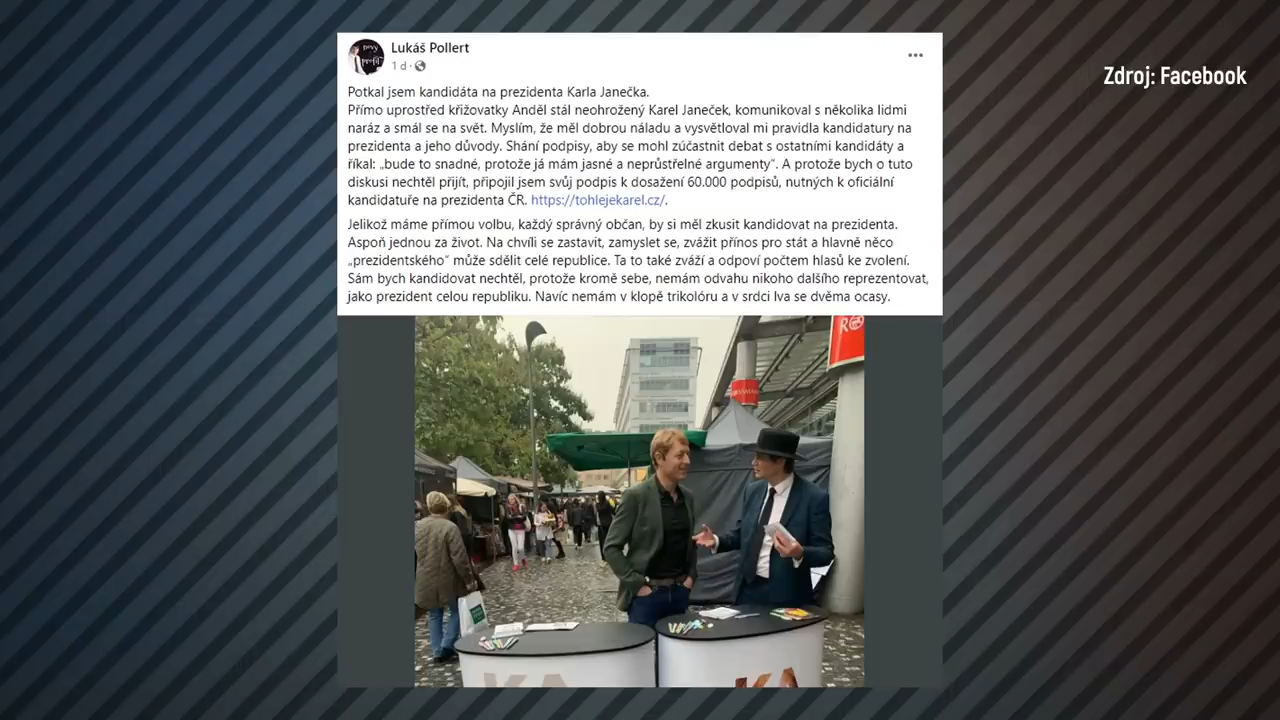 Zdroj: Facebook
Lukáš Pollert
1 d ·
Potkal jsem kandidáta na prezidenta Karla Janečka.
Přímo uprostřed křižovatky Anděl stál neohrožený Karel Janeček, komunikoval s několika lidmi
naráz a smál se na svět. Myslím, že měl dobrou náladu a vysvětloval mi pravidla kandidatury na
prezidenta a jeho důvody. Shání podpisy, aby se mohl zúčastnit debat s ostatními kandidáty a
říkal: „bude to snadné, protože já mám jasné a neprůstřelné argumenty“. A protože bych o tuto
diskusi nechtěl přijít, připojil jsem svůj podpis k dosažení 60.000 podpisů, nutných k oficiální
kandidatuře na prezidenta ČR. https://tohlejekarel.cz/.
Jelikož máme přímou volbu, každý správný občan, by si měl zkusit kandidovat na prezidenta.
Aspoň jednou za život. Na chvíli se zastavit, zamyslet se, zvážit přínos pro stát a hlavně něco
„prezidentského“ může sdělit celé republice. Ta to také zváží a odpoví počtem hlasů ke zvolení.
Sám bych kandidovat nechtěl, protože kromě sebe, nemám odvahu nikoho dalšího reprezentovat,
jako prezident celou republiku. Navíc nemám v klopě trikolóru a v srdci lva se dvěma ocasy.
KA
KA